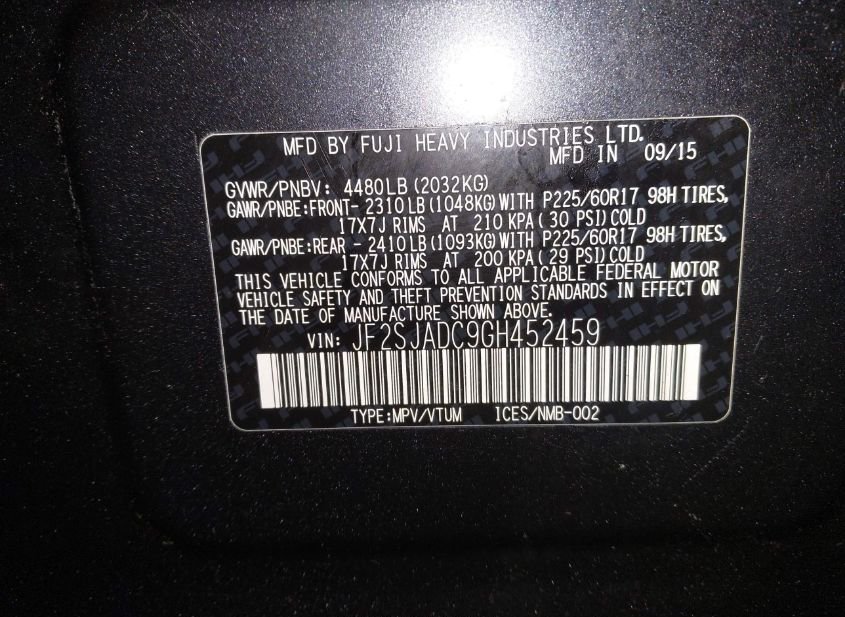 MFD BY FUJI HEAVY INDUSTRIES LTD.
MFD IN 09/15
GVWR/PNBV: 4480LB (2032KG)
GAWR/PNBE:FRONT- 2310LB (1048KG) WITH P225/60R17 98H TIRES,
17X7J RIMS AT 210 KPA ( 30 PSI) COLD
GAWR/PNBE:REAR - 2410LB (1093KG) WITH P225/60R17 98H TIRES,
17X7J RIMS AT 200 KPA ( 29 PSI) COLD
THIS VEHICLE CONFORMS TO ALL APPLICABLE FEDERAL MOTOR
VEHICLE SAFETY AND THEFT PREVENTION STANDARDS IN EFFECT ON
THE DATE OF MANUFACTURE SHOWN ABOVE.
VIN: JF2SJADC9GH452459
TYPE:MPV/VTUM ICES/NMB-002